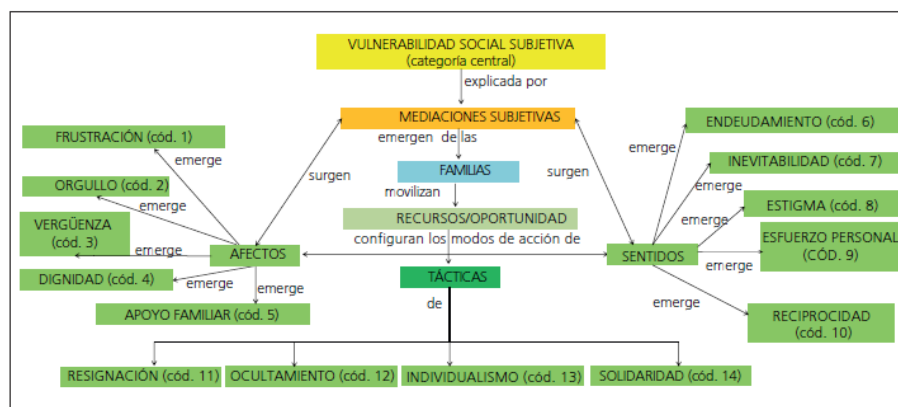 VULNERABILIDAD SOCIAL SUBJETIVA
(categoría central)
explicada por
MEDIACIONES SUBJETIVAS
emergen de las
FAMILIAS
movilizan
RECURSOS/OPORTUNIDAD
configuran los modos de acción de
TÁCTICAS
de
surgen
surgen
FRUSTRACIÓN (cód. 1)
emerge
ORGULLO (cód. 2)
emerge
VERGÜENZA
(cód. 3)
emerge
AFECTOS
DIGNIDAD (cód. 4)
emerge
emerge
APOYO FAMILIAR (cód. 5)
ENDEUDAMIENTO (cód. 6)
emerge
INEVITABILIDAD (cód. 7)
emerge
ESTIGMA (cód. 8)
emerge
SENTIDOS
ESFUERZO PERSONAL
(CÓD. 9)
emerge
emerge
RECIPROCIDAD
(cód. 10)
RESIGNACIÓN (cód. 11)
OCULTAMIENTO (cód. 12)
INDIVIDUALISMO (cód. 13)
SOLIDARIDAD (cód. 14)